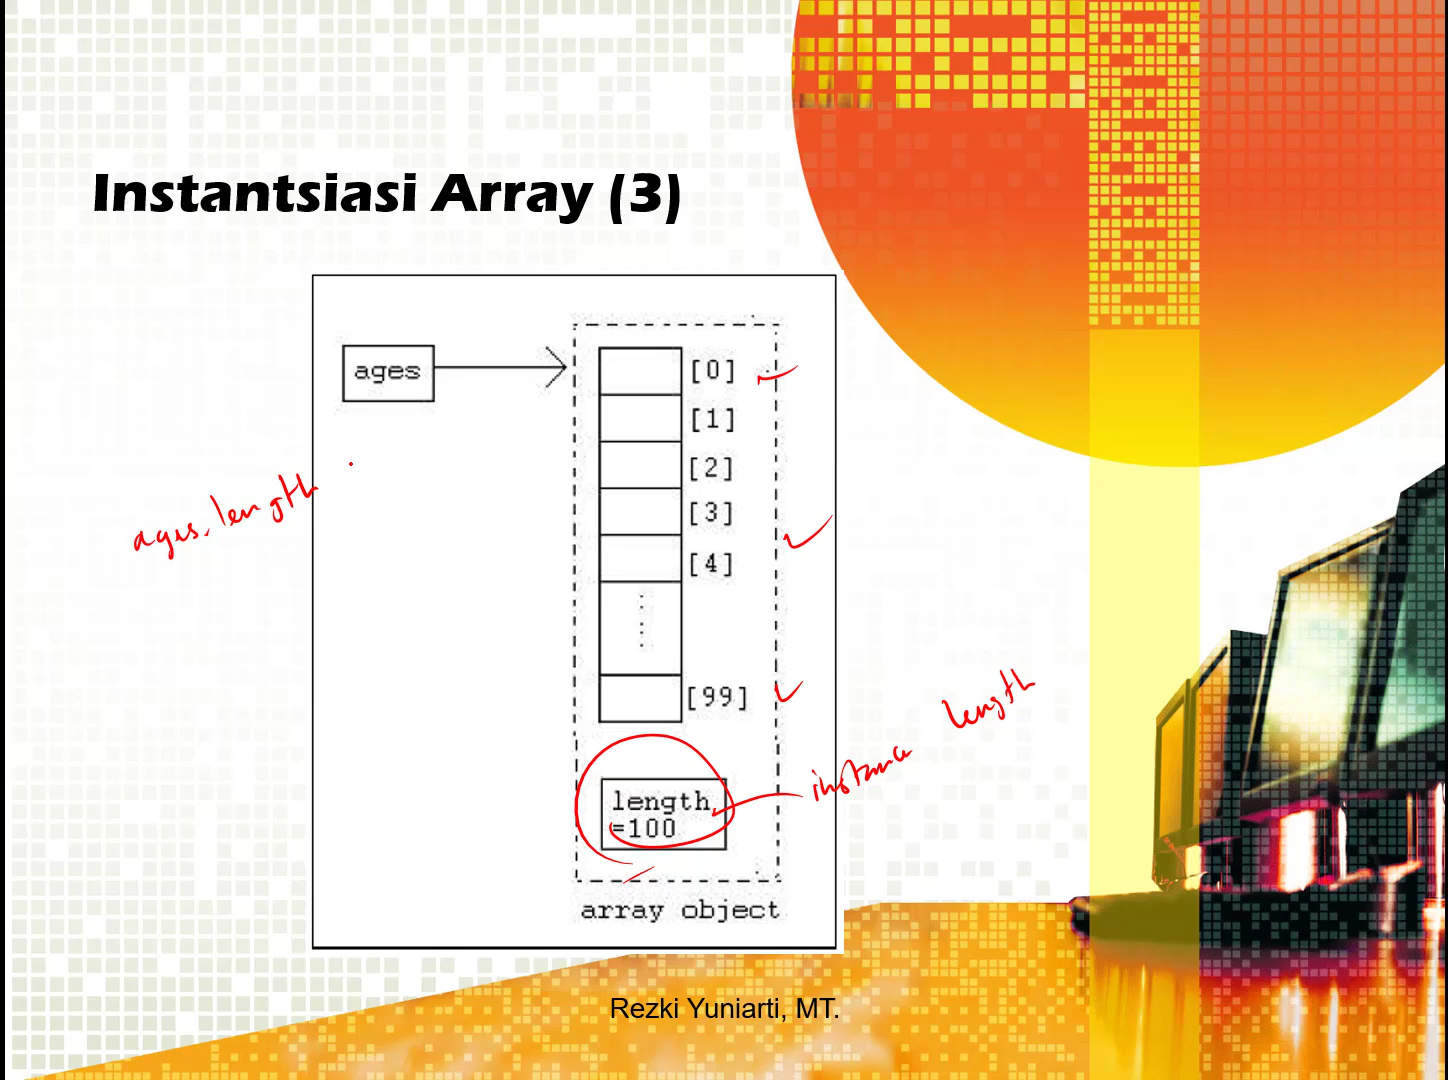 Instantsiasi Array (3)
ages
[0]
[1]
[2]
[3]
[4]
[99]
ages.length
length
=100
instance length
array object
Rezki Yuniarti, MT.